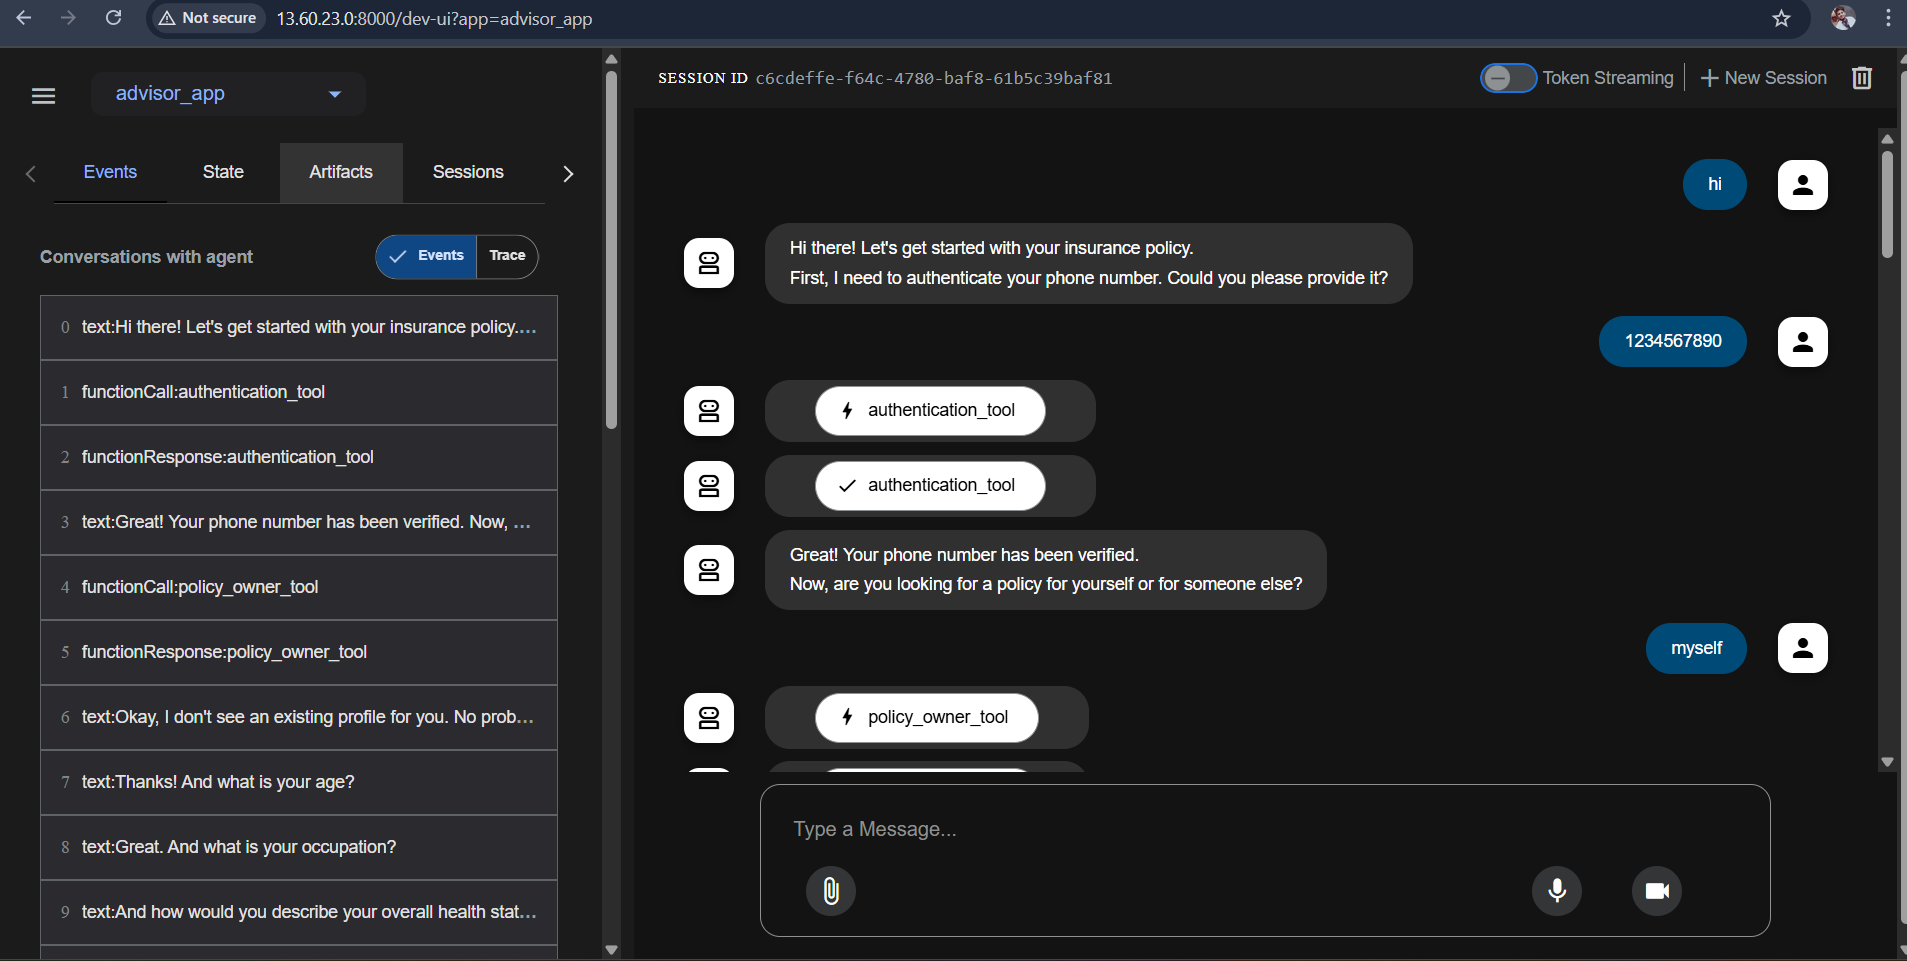 Not secure 13.60.23.0:8000/dev-ui?app=advisor_app
advisor_app
Events State Artifacts Sessions
Conversations with agent Events Trace
0 text:Hi there! Let's get started with your insurance policy....
1 functionCall:authentication_tool
2 functionResponse:authentication_tool
3 text:Great! Your phone number has been verified. Now, ...
4 functionCall:policy_owner_tool
5 functionResponse:policy_owner_tool
6 text:Okay, I don't see an existing profile for you. No prob...
7 text:Thanks! And what is your age?
8 text:Great. And what is your occupation?
9 text:And how would you describe your overall health stat...
SESSION ID c6cdeffe-f64c-4780-baf8-61b5c39baf81 Token Streaming New Session
hi
Hi there! Let's get started with your insurance policy.
First, I need to authenticate your phone number. Could you please provide it?
1234567890
authentication_tool
authentication_tool
Great! Your phone number has been verified.
Now, are you looking for a policy for yourself or for someone else?
myself
policy_owner_tool
Type a Message...